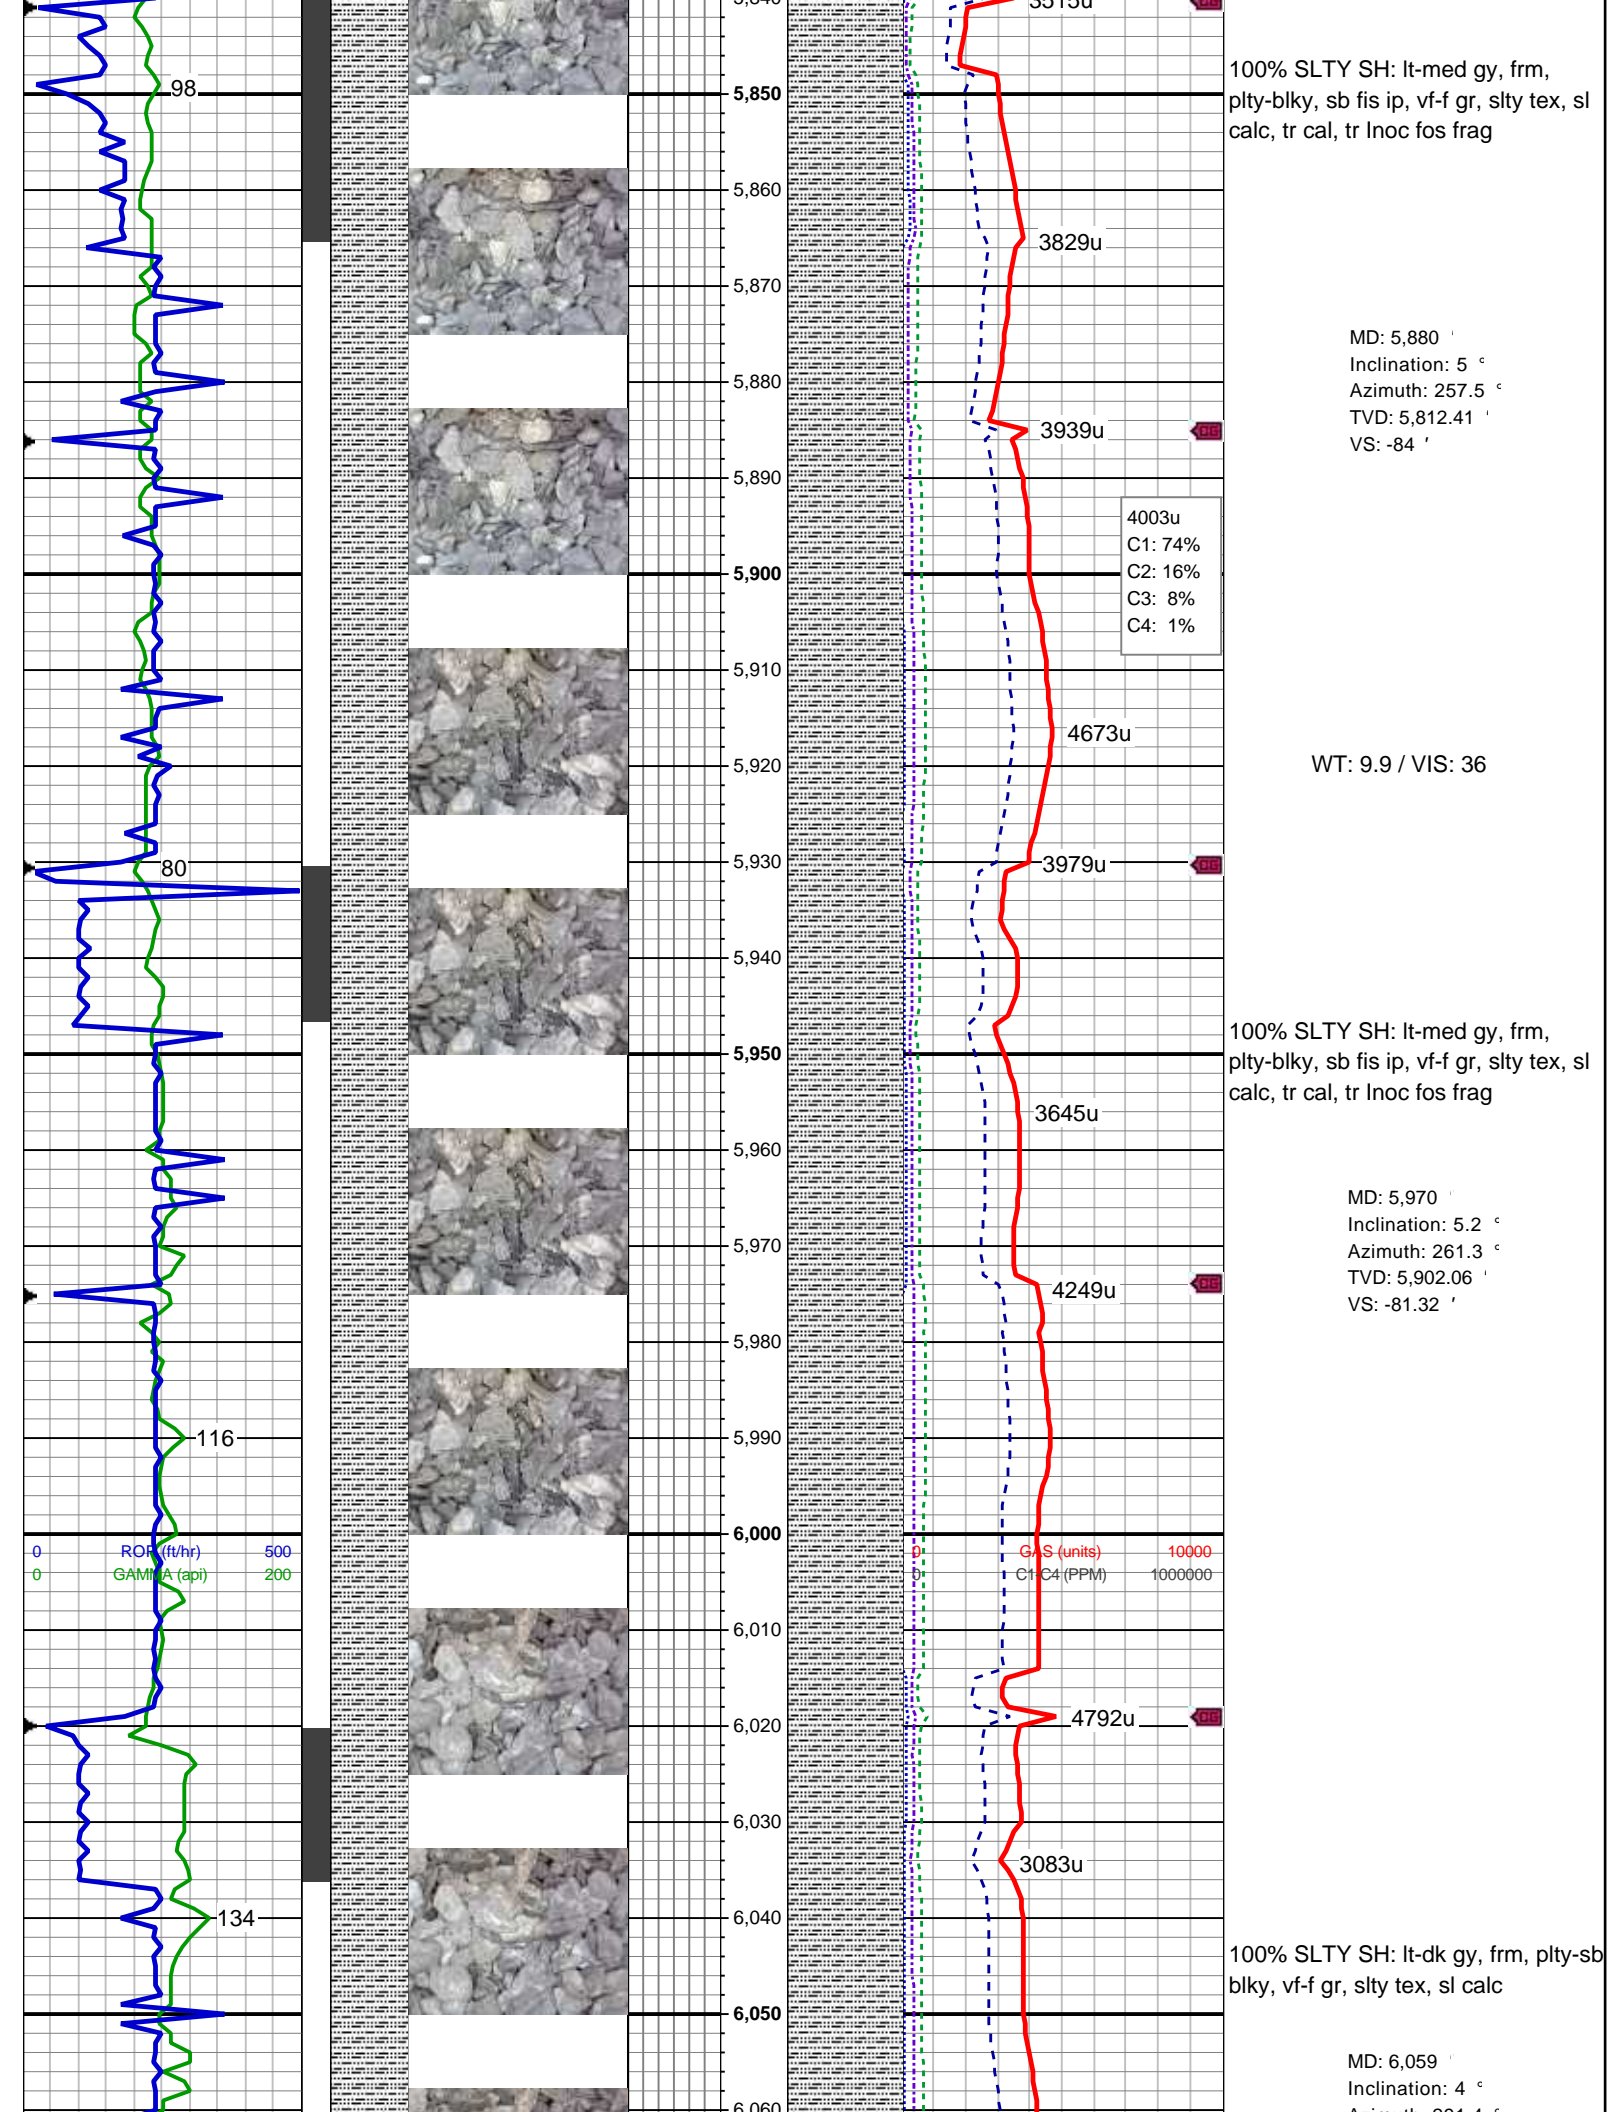 3515u
98
100% SLTY SH: lt-med gy, frm,
plty-blky, sb fis ip, vf-f gr, slty tex, sl
calc, tr cal, tr Inoc fos frag
5,850
5,860
3829u
5,870
MD: 5,880 '
Inclination: 5 °
Azimuth: 257.5 °
TVD: 5,812.41 '
VS: -84 '
5,880
3939u
CG
5,890
4003u
C1: 74%
C2: 16%
C3: 8%
C4: 1%
5,900
5,910
4673u
5,920
WT: 9.9 / VIS: 36
5,930
80
3979u
CG
5,940
100% SLTY SH: lt-med gy, frm,
plty-blky, sb fis ip, vf-f gr, slty tex, sl
calc, tr cal, tr Inoc fos frag
5,950
3645u
5,960
MD: 5,970 '
Inclination: 5.2 °
Azimuth: 261.3 °
TVD: 5,902.06 '
VS: -81.32 '
5,970
4249u
CG
5,980
116
5,990
6,000
0 ROP (ft/hr) 500
0 GAMMA (api) 200
0 GAS (units) 10000
0 C1-C4 (PPM) 1000000
6,010
6,020
4792u
CG
6,030
3083u
134
6,040
100% SLTY SH: lt-dk gy, frm, plty-sb
blky, vf-f gr, slty tex, sl calc
6,050
MD: 6,059 '
Inclination: 4 °
6,060